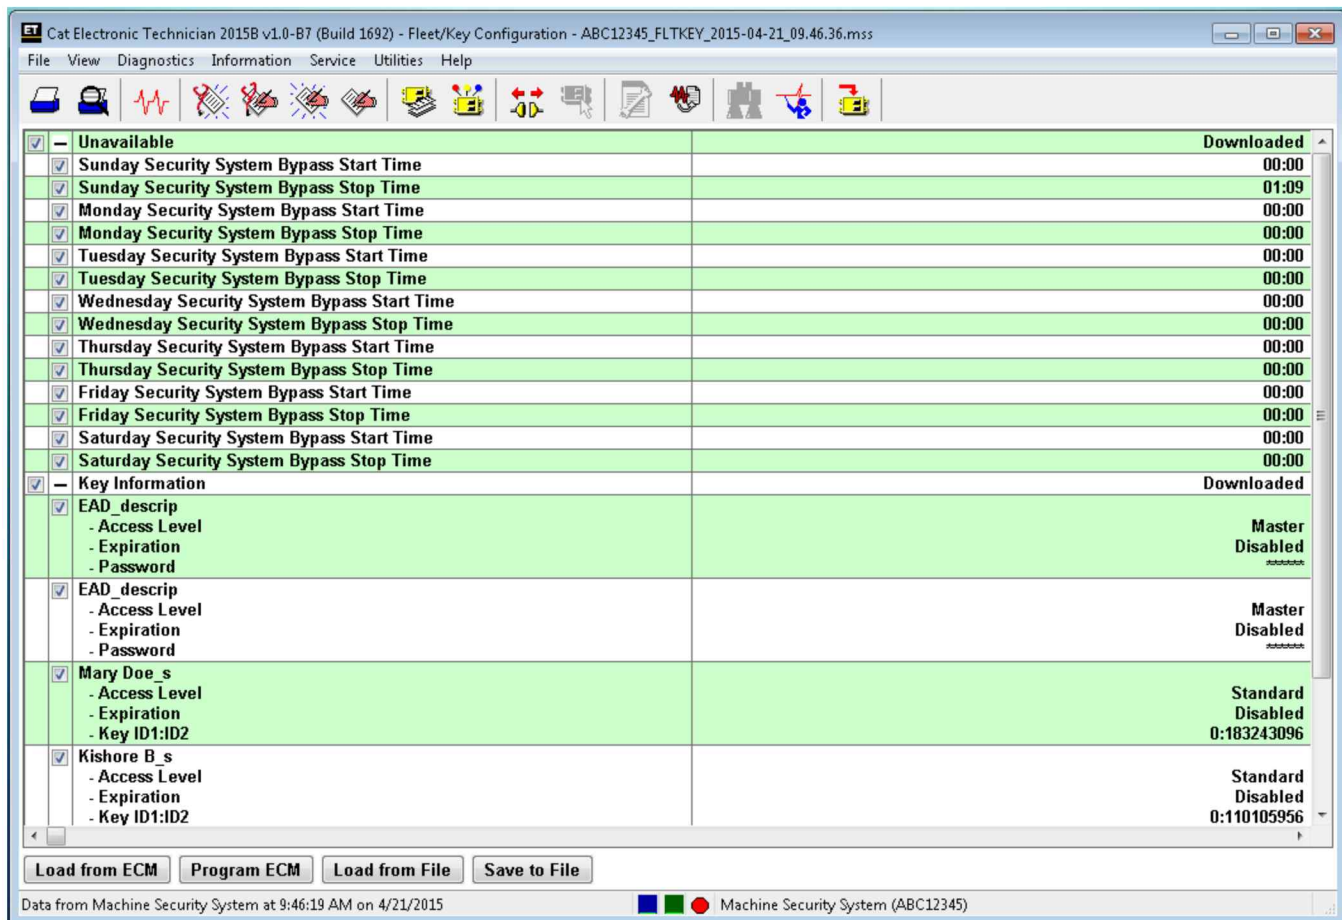 ET Cat Electronic Technician 2015B v1.0-B7 (Build 1692) - Fleet/Key Configuration - ABC12345_FLTKEY_2015-04-21_09.46.36.mss
File View Diagnostics Information Service Utilities Help
Unavailable Downloaded
Sunday Security System Bypass Start Time 00:00
Sunday Security System Bypass Stop Time 01:09
Monday Security System Bypass Start Time 00:00
Monday Security System Bypass Stop Time 00:00
Tuesday Security System Bypass Start Time 00:00
Tuesday Security System Bypass Stop Time 00:00
Wednesday Security System Bypass Start Time 00:00
Wednesday Security System Bypass Stop Time 00:00
Thursday Security System Bypass Start Time 00:00
Thursday Security System Bypass Stop Time 00:00
Friday Security System Bypass Start Time 00:00
Friday Security System Bypass Stop Time 00:00
Saturday Security System Bypass Start Time 00:00
Saturday Security System Bypass Stop Time 00:00
Key Information Downloaded
EAD_descrip
- Access Level Master
- Expiration Disabled
- Password ******
EAD_descrip
- Access Level Master
- Expiration Disabled
- Password ******
Mary Doe_s
- Access Level Standard
- Expiration Disabled
- Key ID1:ID2 0:183243096
Kishore B_s
- Access Level Standard
- Expiration Disabled
- Key ID1:ID2 0:110105956
Load from ECM Program ECM Load from File Save to File
Data from Machine Security System at 9:46:19 AM on 4/21/2015 Machine Security System (ABC12345)